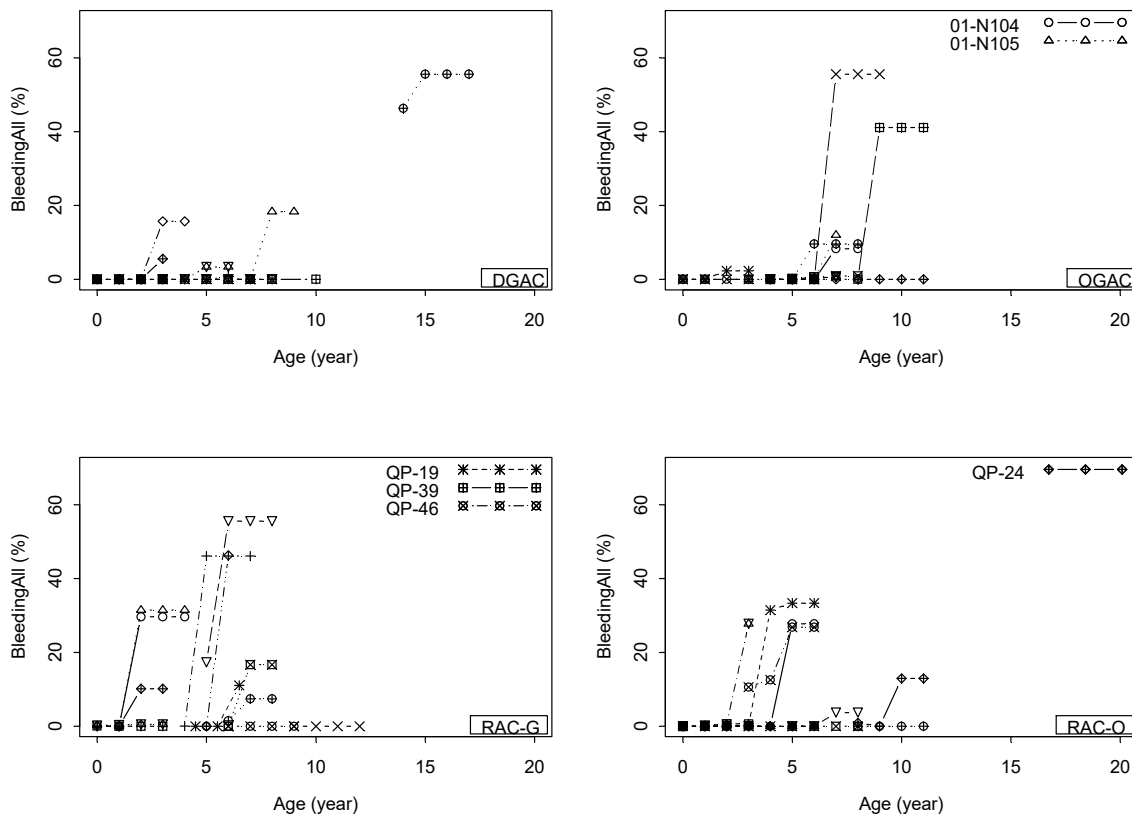 BleedingAll (%)
60
40
20
0
DGAC
0 5 10 15 20
Age (year)
01-N104
01-N105
BleedingAll (%)
60
40
20
0
OGAC
0 5 10 15 20
Age (year)
QP-19
QP-39
QP-46
BleedingAll (%)
60
40
20
0
RAC-G
0 5 10 15 20
Age (year)
QP-24
BleedingAll (%)
60
40
20
0
RAC-O
0 5 10 15 20
Age (year)